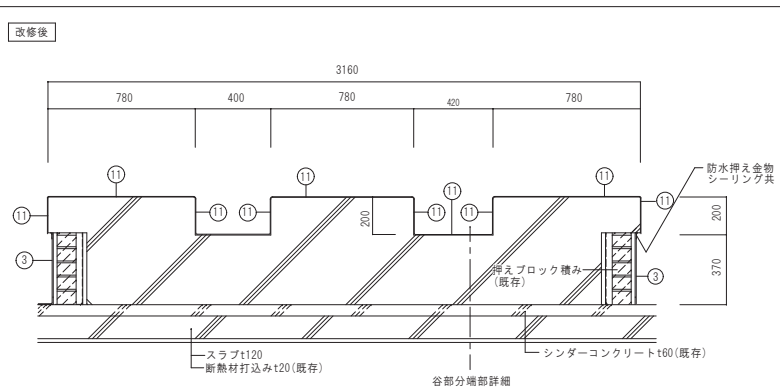 改修後
3160
780
400
780
420
780
⑪
⑪
⑪
⑪
防水押え金物
シーリング共
⑪
⑪
⑪
⑪
⑪
⑪
200
200
③
押えブロック積み
(既存)
③
370
スラブt120
断熱材打込みt20(既存)
シンダーコンクリートt60(既存)
谷部分端部詳細